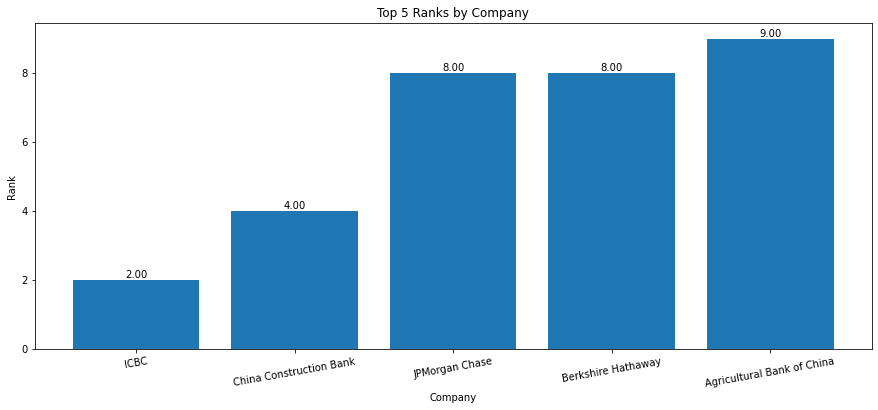 Top 5 Ranks by Company
Rank
8
6
4
2
0
2.00
4.00
8.00
8.00
9.00
ICBC
China Construction Bank
JPMorgan Chase
Berkshire Hathaway
Agricultural Bank of China
Company